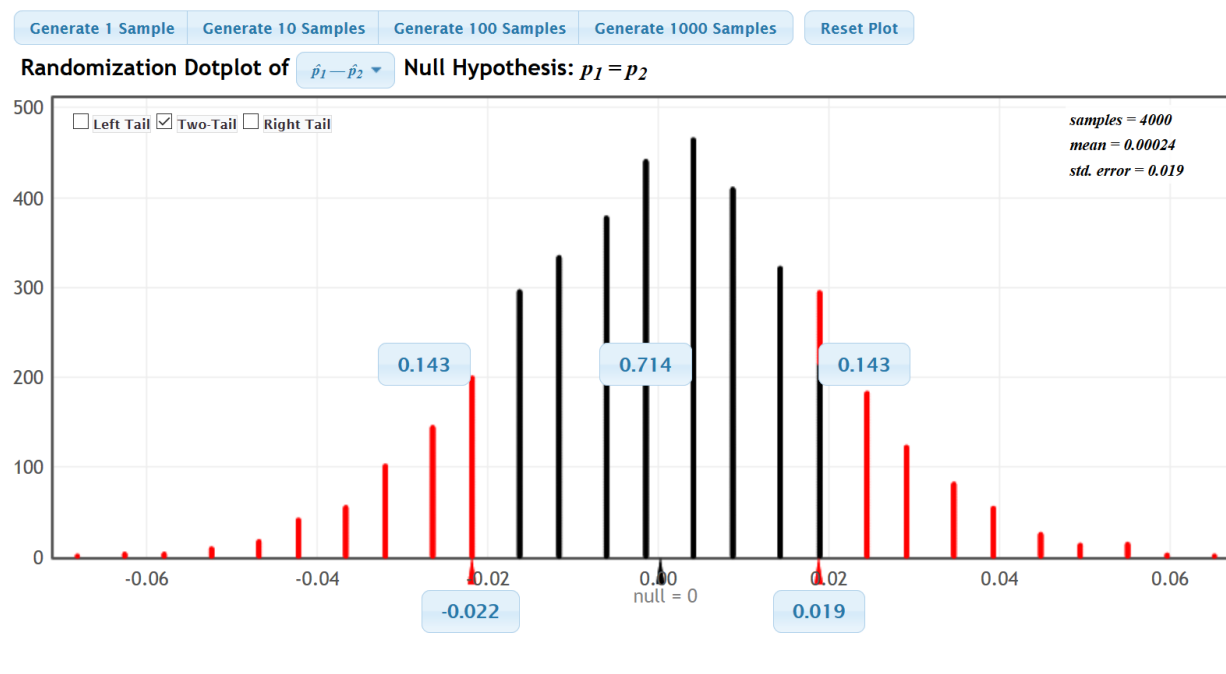 Generate 1 Sample Generate 10 Samples Generate 100 Samples Generate 1000 Samples Reset Plot
Randomization Dotplot of p̂₁ — p̂₂ Null Hypothesis: p₁ = p₂
Left Tail Two-Tail Right Tail
samples = 4000
mean = 0.00024
std. error = 0.019
500
400
300
200
100
0
0.143 0.714 0.143
-0.06 -0.04 -0.02 0.00 0.02 0.04 0.06
null = 0
-0.022 0.019